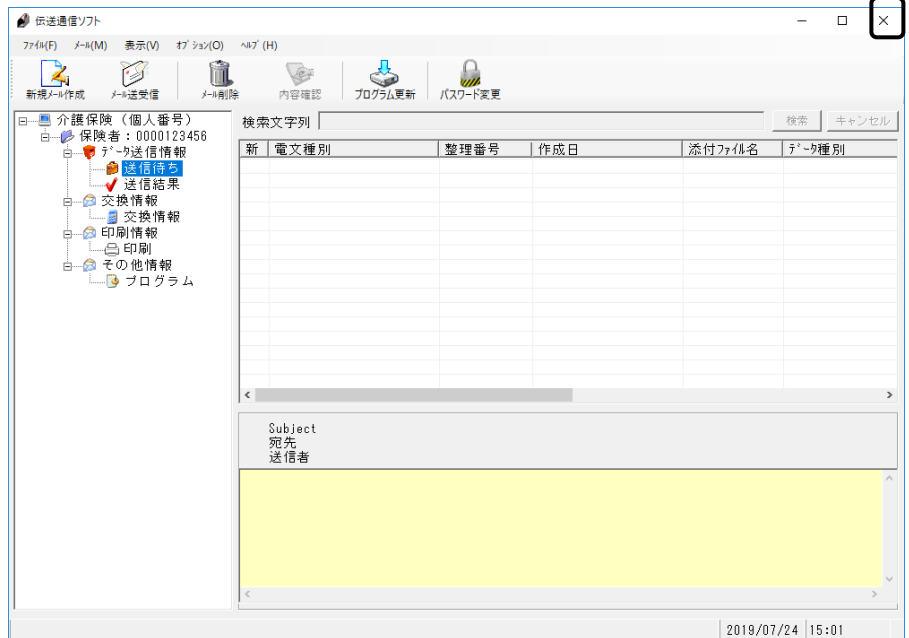 伝送通信ソフト
ﾌｧｲﾙ(F) ﾒｰﾙ(M) 表示(V) ｵﾌﾟｼｮﾝ(O) ﾍﾙﾌﾟ(H)
新規ﾒｰﾙ作成 ﾒｰﾙ送受信 ﾒｰﾙ削除 内容確認 プログラム更新 パスワード変更
介護保険（個人番号）
保険者：0000123456
ﾃﾞｰﾀ送信情報
送信待ち
送信結果
交換情報
交換情報
印刷情報
印刷
その他情報
プログラム
検索文字列 検索 キャンセル
新 電文種別 整理番号 作成日 添付ﾌｧｲﾙ名 ﾃﾞｰﾀ種別
Subject
宛先
送信者
2019/07/24 15:01